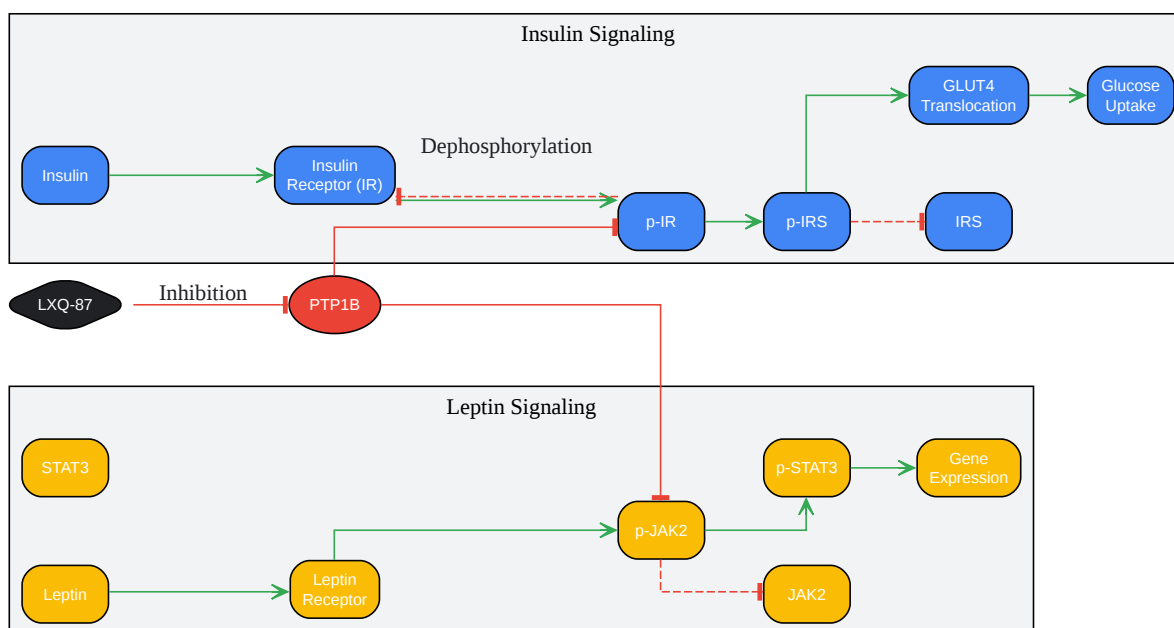 Insulin Signaling
GLUT4
Translocation
Glucose
Uptake
Dephosphorylation
Insulin
Insulin
Receptor (IR)
p-IR
p-IRS
IRS
LXQ-87
Inhibition
PTP1B
Leptin Signaling
STAT3
p-STAT3
Gene
Expression
p-JAK2
Leptin
Leptin
Receptor
JAK2